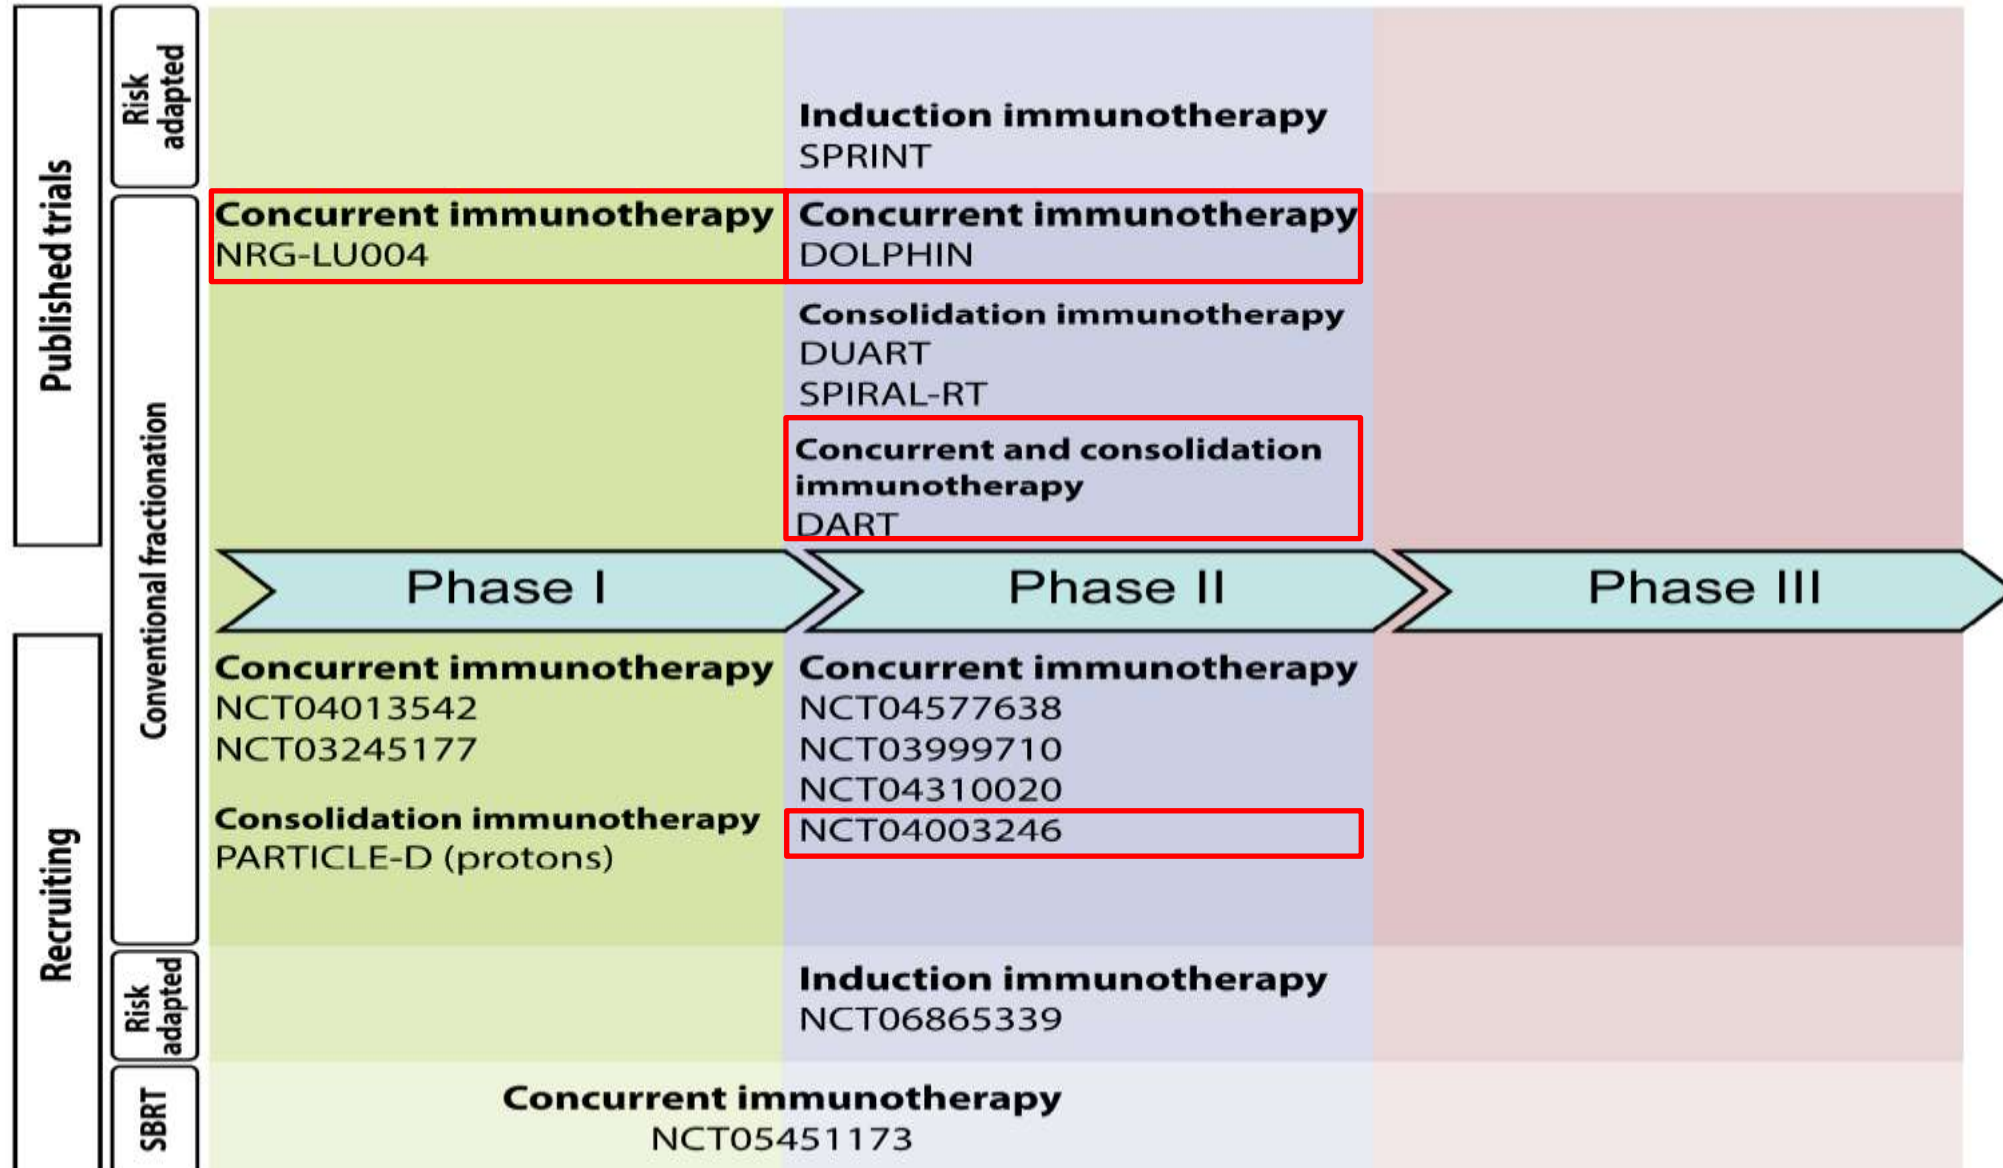 Published trials
Risk
adapted
Induction immunotherapy
SPRINT
Conventional fractionation
Concurrent immunotherapy
NRG-LU004
Concurrent immunotherapy
DOLPHIN
Consolidation immunotherapy
DUART
SPIRAL-RT
Concurrent and consolidation
immunotherapy
DART
Phase I
Phase II
Phase III
Recruiting
Concurrent immunotherapy
NCT04013542
NCT03245177
Consolidation immunotherapy
PARTICLE-D (protons)
Concurrent immunotherapy
NCT04577638
NCT03999710
NCT04310020
NCT04003246
Risk
adapted
Induction immunotherapy
NCT06865339
SBRT
Concurrent immunotherapy
NCT05451173